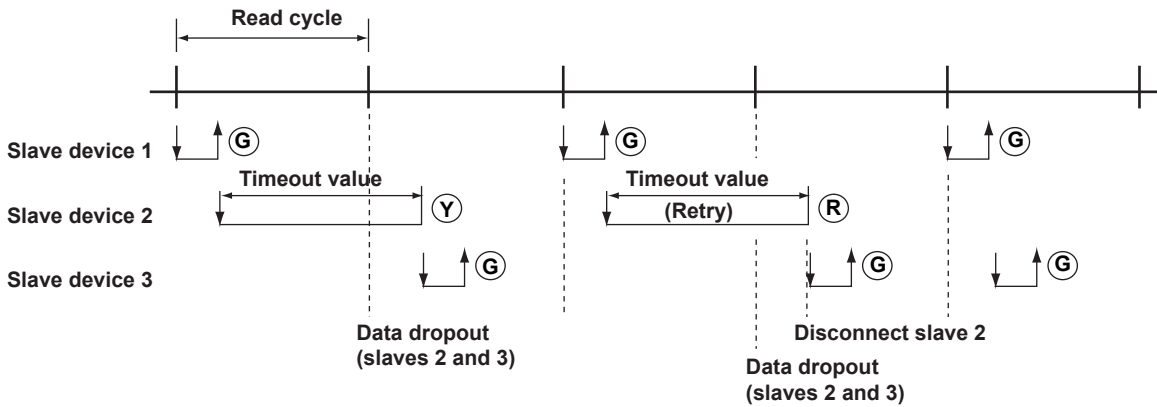 Read cycle
Slave device 1
G
G
G
Timeout value
Timeout value
Slave device 2
Y
(Retry)
R
Slave device 3
G
G
G
Data dropout
(slaves 2 and 3)
Disconnect slave 2
Data dropout
(slaves 2 and 3)